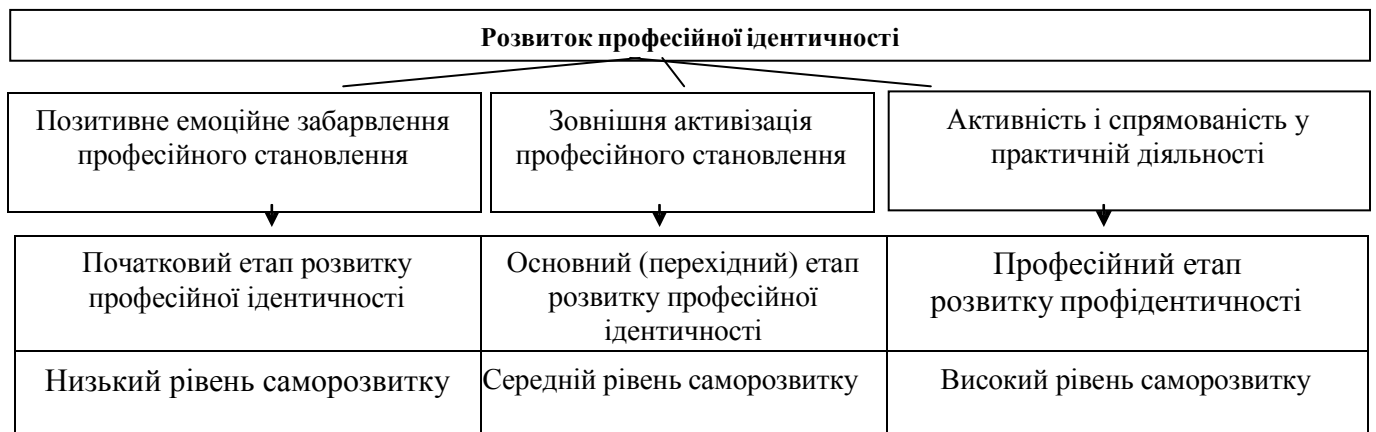 Розвиток професійної ідентичності
Позитивне емоційне забарвлення
професійного становлення
Зовнішня активізація
професійного становлення
Активність і спрямованість у
практичній діяльності
Початковий етап розвитку
професійної ідентичності
Основний (перехідний) етап
розвитку професійної
ідентичності
Професійний етап
розвитку профідентичності
Низький рівень саморозвитку
Середній рівень саморозвитку
Високий рівень саморозвитку